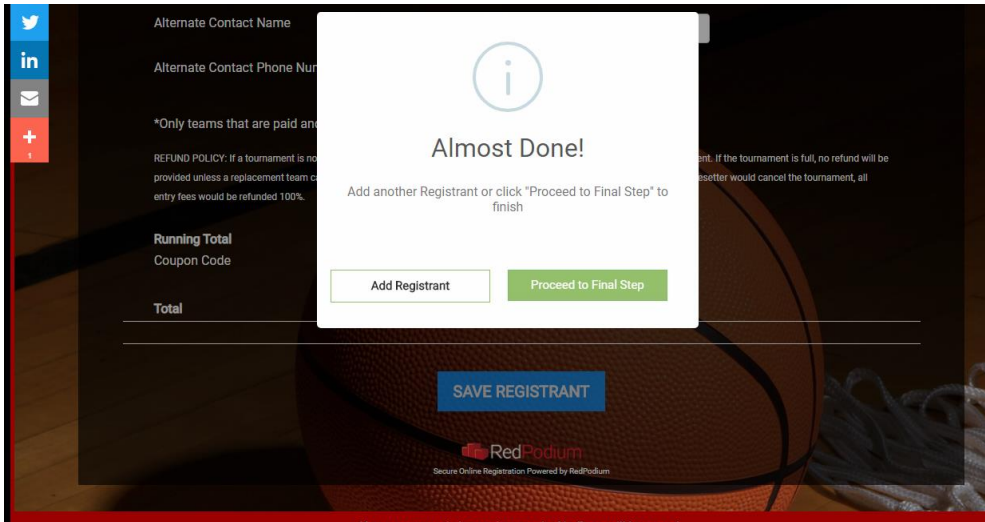 Alternate Contact Name
in
Alternate Contact Phone Nur
*Only teams that are paid and
1
REFUND POLICY: If a tournament is no
ent. If the tournament is full, no refund will be
provided unless a replacement team ca
esetter would cancel the tournament, all
entry fees would be refunded 100%.
Running Total
Coupon Code
Total
i
Almost Done!
Add another Registrant or click "Proceed to Final Step" to
finish
Add Registrant
Proceed to Final Step
SAVE REGISTRANT
RedPodium
Secure Online Registration Powered by RedPodium